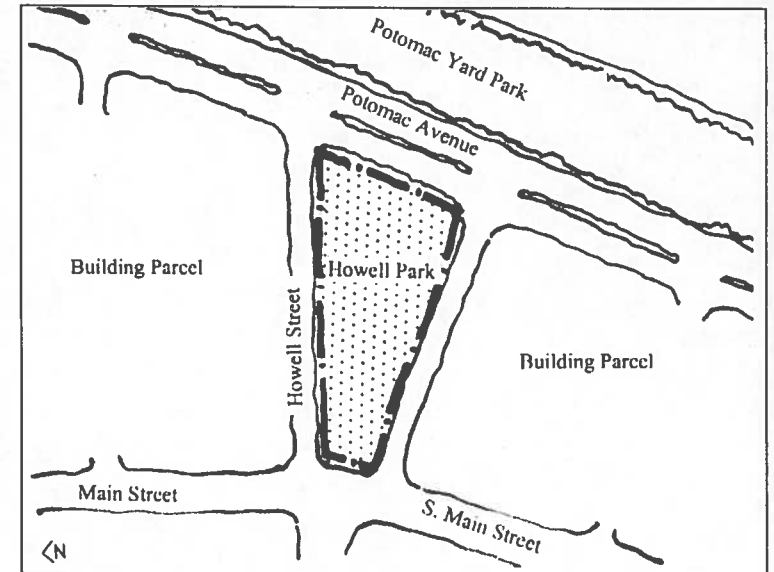 Potomac Yard Park
Potomac Avenue
Building Parcel
Howell Park
Howell Street
Building Parcel
Main Street
S. Main Street
N